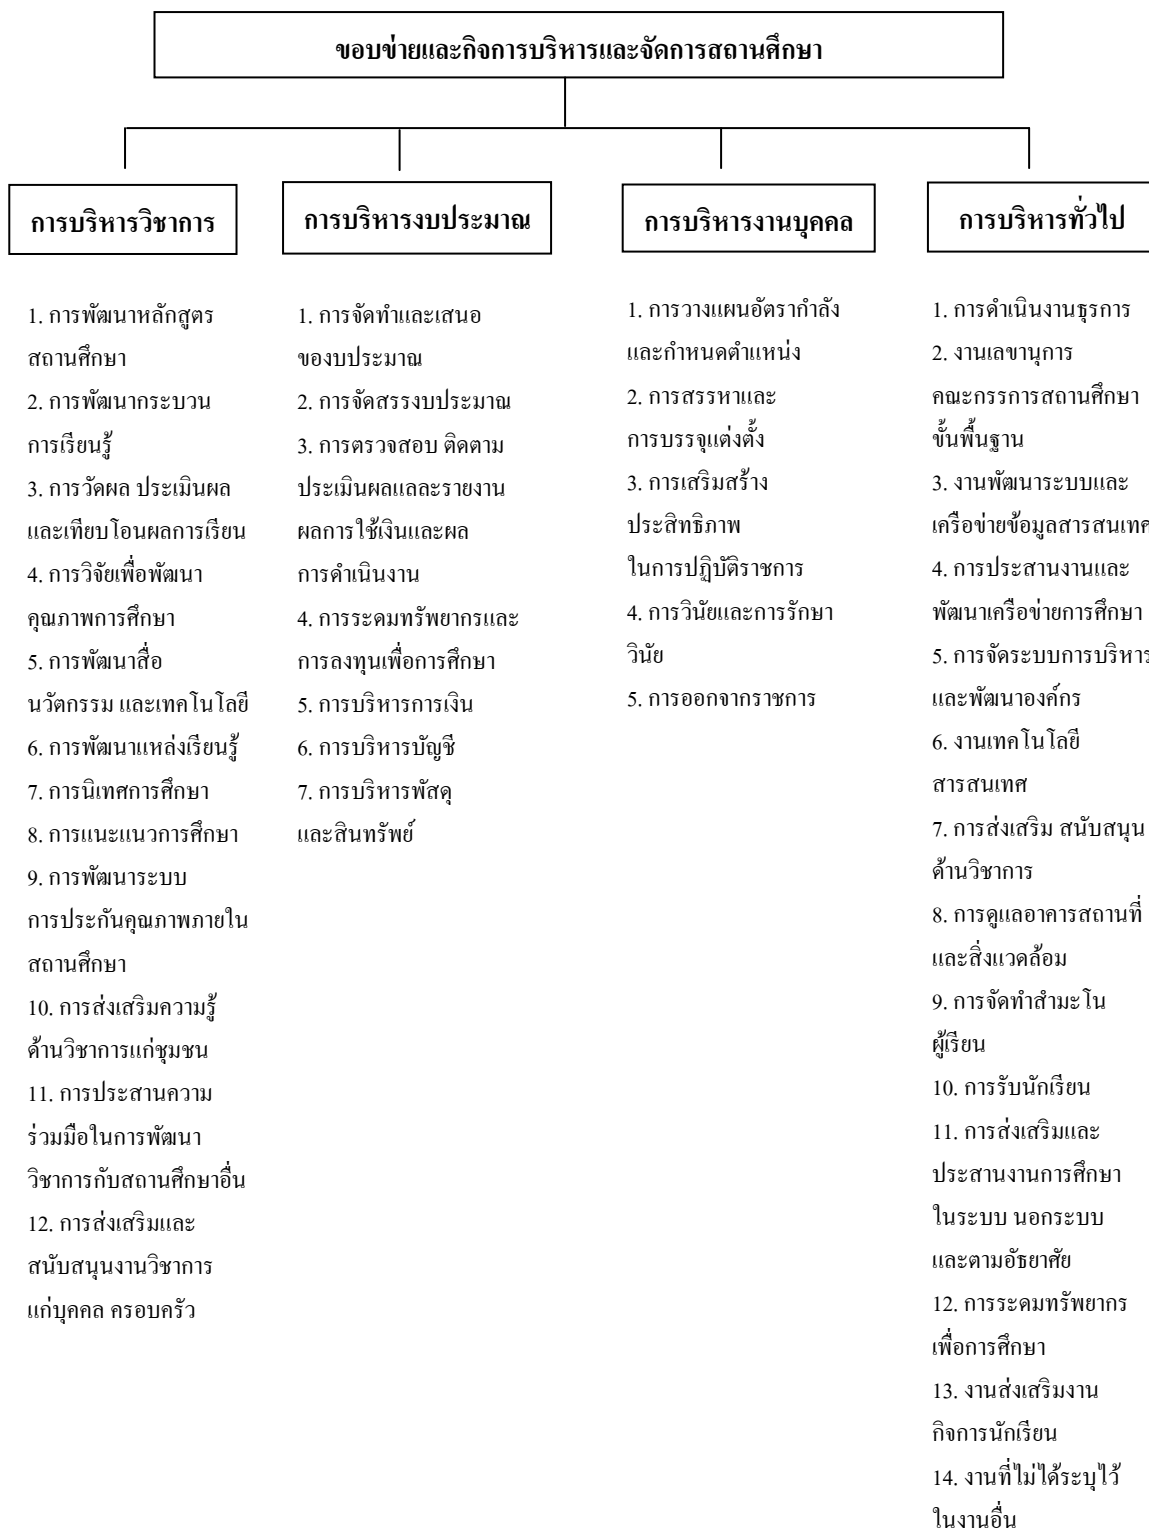 ขอบข่ายและกิจการบริหารและจัดการสถานศึกษา
การบริหารวิชาการ
1. การพัฒนาหลักสูตร
สถานศึกษา
2. การพัฒนากระบวน
การเรียนรู้
3. การวัดผล ประเมินผล
และเทียบโอนผลการเรียน
4. การวิจัยเพื่อพัฒนา
คุณภาพการศึกษา
5. การพัฒนาสื่อ
นวัตกรรม และเทคโนโลยี
6. การพัฒนาแหล่งเรียนรู้
7. การนิเทศการศึกษา
8. การแนะแนวการศึกษา
9. การพัฒนาระบบ
การประกันคุณภาพภายใน
สถานศึกษา
10. การส่งเสริมความรู้
ด้านวิชาการแก่ชุมชน
11. การประสานความ
ร่วมมือในการพัฒนา
วิชาการกับสถานศึกษาอื่น
12. การส่งเสริมและ
สนับสนุนงานวิชาการ
แก่บุคคล ครอบครัว
การบริหารงบประมาณ
1. การจัดทำและเสนอ
ของบประมาณ
2. การจัดสรรงบประมาณ
3. การตรวจสอบ ติดตาม
ประเมินผลแลละรายงาน
ผลการใช้เงินและผล
การดำเนินงาน
4. การระดมทรัพยากรและ
การลงทุนเพื่อการศึกษา
5. การบริหารการเงิน
6. การบริหารบัญชี
7. การบริหารพัสดุ
และสินทรัพย์
การบริหารงานบุคคล
1. การวางแผนอัตรากำลัง
และกำหนดตำแหน่ง
2. การสรรหาและ
การบรรจุแต่งตั้ง
3. การเสริมสร้าง
ประสิทธิภาพ
ในการปฏิบัติราชการ
4. การวินัยและการรักษา
วินัย
5. การออกจากราชการ
การบริหารทั่วไป
1. การดำเนินงานธุรการ
2. งานเลขานุการ
คณะกรรการสถานศึกษา
ขั้นพื้นฐาน
3. งานพัฒนาระบบและ
เครือข่ายข้อมูลสารสนเทศ
4. การประสานงานและ
พัฒนาเครือข่ายการศึกษา
5. การจัดระบบการบริหาร
และพัฒนาองค์กร
6. งานเทคโนโลยี
สารสนเทศ
7. การส่งเสริม สนับสนุน
ด้านวิชาการ
8. การดูแลอาคารสถานที่
และสิ่งแวดล้อม
9. การจัดทำสำมะโน
ผู้เรียน
10. การรับนักเรียน
11. การส่งเสริมและ
ประสานงานการศึกษา
ในระบบ นอกระบบ
และตามอัธยาศัย
12. การระดมทรัพยากร
เพื่อการศึกษา
13. งานส่งเสริมงาน
กิจการนักเรียน
14. งานที่ไม่ได้ระบุไว้
ในงานอื่น